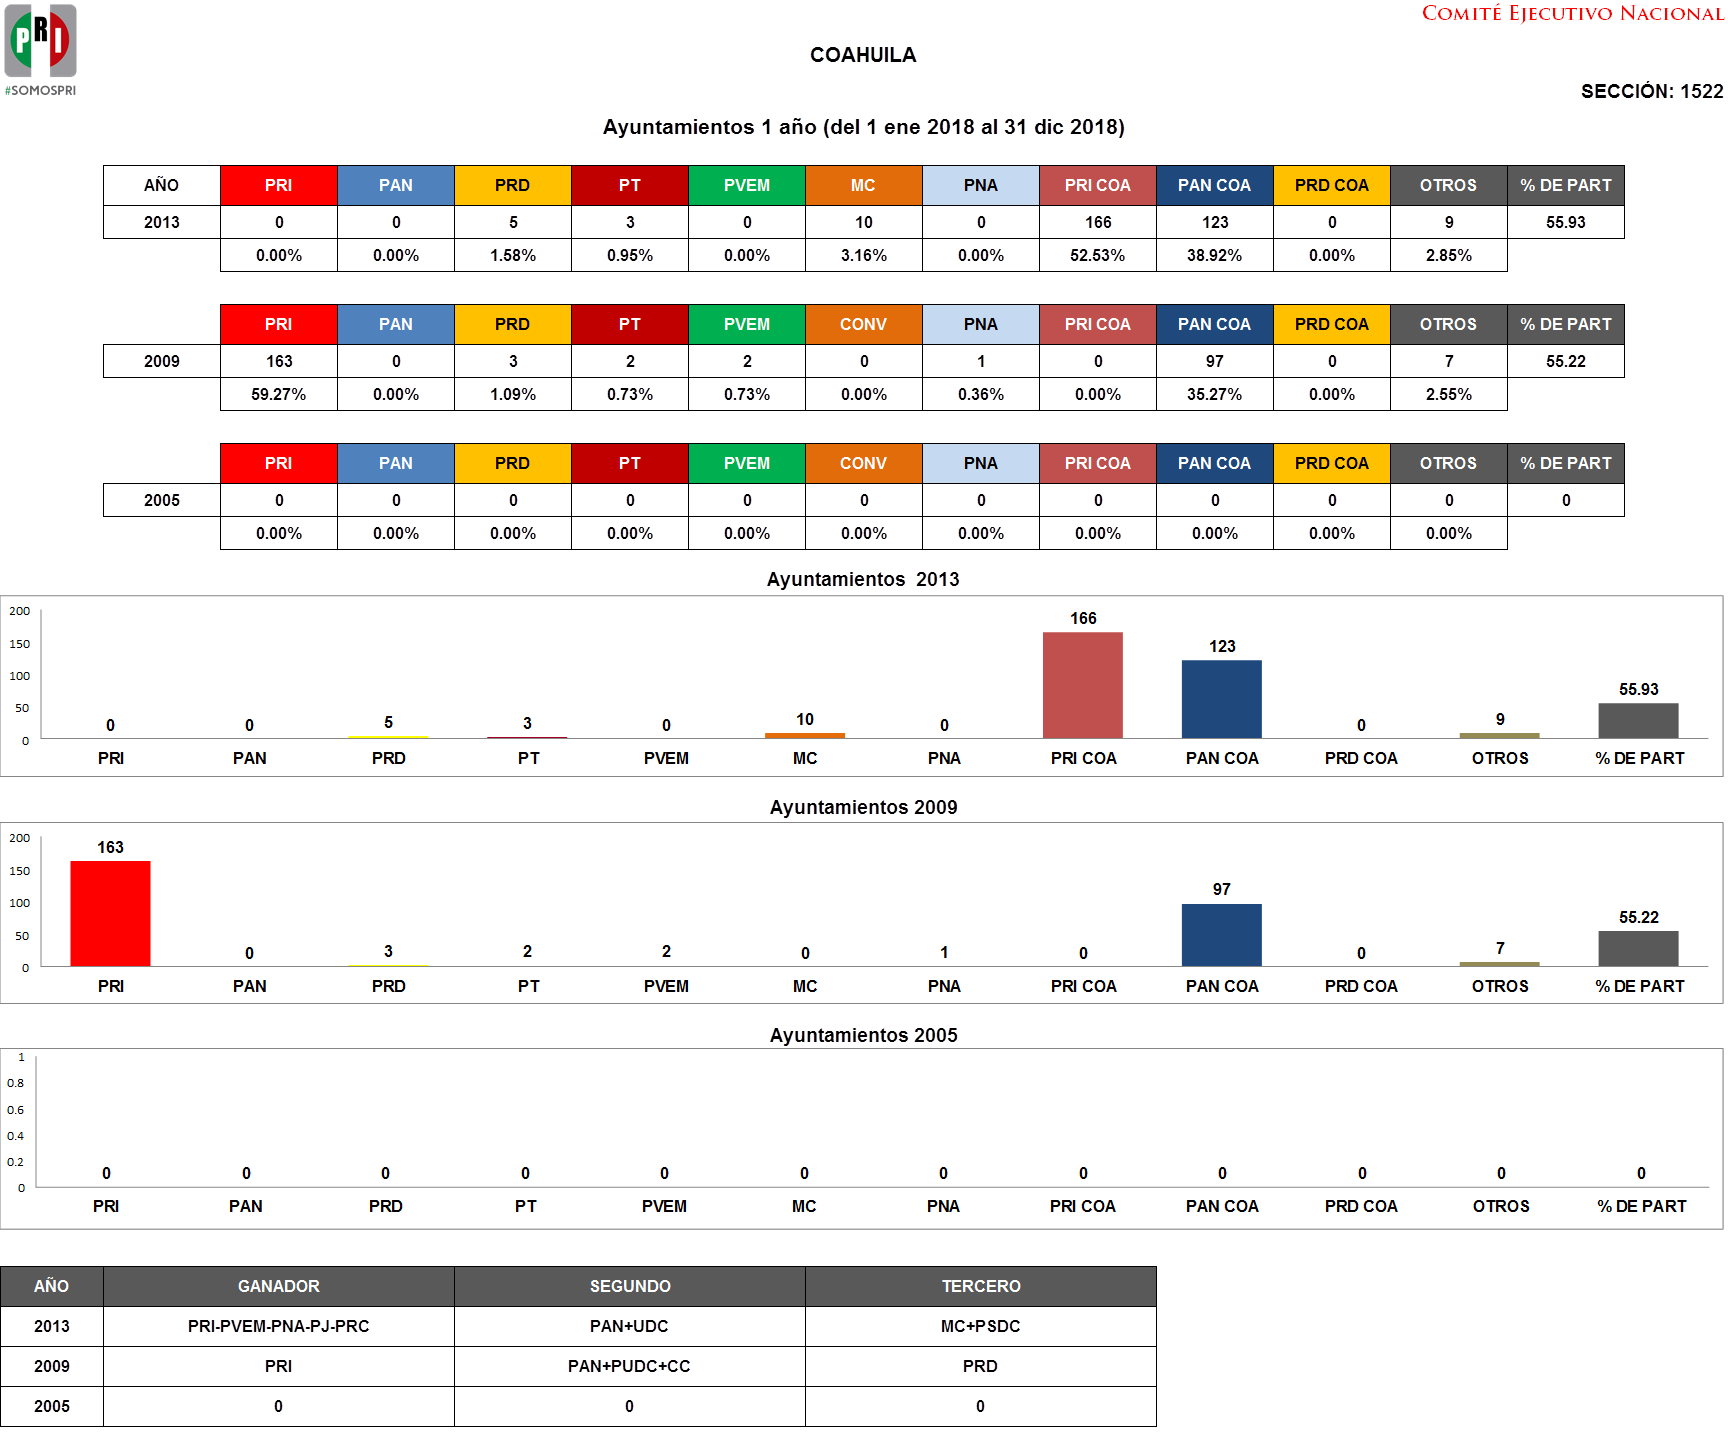 PRI
#SOMOSPRI
COMITÉ EJECUTIVO NACIONAL
COAHUILA
SECCIÓN: 1522
Ayuntamientos 1 año (del 1 ene 2018 al 31 dic 2018)
AÑO PRI PAN PRD PT PVEM MC PNA PRI COA PAN COA PRD COA OTROS % DE PART
2013 0 0 5 3 0 10 0 166 123 0 9 55.93
0.00% 0.00% 1.58% 0.95% 0.00% 3.16% 0.00% 52.53% 38.92% 0.00% 2.85%
PRI PAN PRD PT PVEM CONV PNA PRI COA PAN COA PRD COA OTROS % DE PART
2009 163 0 3 2 2 0 1 0 97 0 7 55.22
59.27% 0.00% 1.09% 0.73% 0.73% 0.00% 0.36% 0.00% 35.27% 0.00% 2.55%
PRI PAN PRD PT PVEM CONV PNA PRI COA PAN COA PRD COA OTROS % DE PART
2005 0 0 0 0 0 0 0 0 0 0 0 0
0.00% 0.00% 0.00% 0.00% 0.00% 0.00% 0.00% 0.00% 0.00% 0.00% 0.00%
Ayuntamientos 2013
200
150
100
50
0
0 0 5 3 0 10 0 166 123 0 9 55.93
PRI PAN PRD PT PVEM MC PNA PRI COA PAN COA PRD COA OTROS % DE PART
Ayuntamientos 2009
200
150
100
50
0
163 0 3 2 2 0 1 0 97 0 7 55.22
PRI PAN PRD PT PVEM MC PNA PRI COA PAN COA PRD COA OTROS % DE PART
Ayuntamientos 2005
1
0.8
0.6
0.4
0.2
0
0 0 0 0 0 0 0 0 0 0 0 0
PRI PAN PRD PT PVEM MC PNA PRI COA PAN COA PRD COA OTROS % DE PART
AÑO GANADOR SEGUNDO TERCERO
2013 PRI-PVEM-PNA-PJ-PRC PAN+UDC MC+PSDC
2009 PRI PAN+PUDC+CC PRD
2005 0 0 0